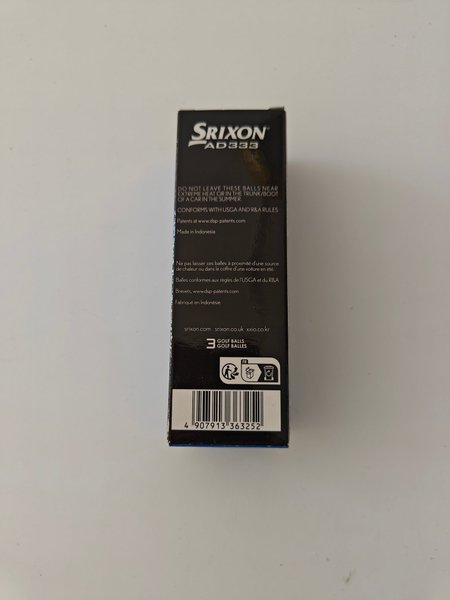 SRIXON
AD333
DO NOT LEAVE THESE BALLS NEAR
EXTREME HEAT OR IN THE TRUNK/BOOT
OF A CAR IN THE SUMMER
CONFORMS WITH USGA AND R&A RULES
Patents at www.dsp-patents.com
Made in Indonesia
Ne pas laisser ces balles à proximité d'une source
de chaleur ou dans le coffre d'une voiture en été.
Balles conformes aux règles de l'USGA et du R&A
Brevets, www.dsp-patents.com
Fabriqué en Indonésie
srixon.com srixon.co.uk xxio.co.kr
3 GOLF BALLS
GOLF BALLES
FR
4 907913 363252